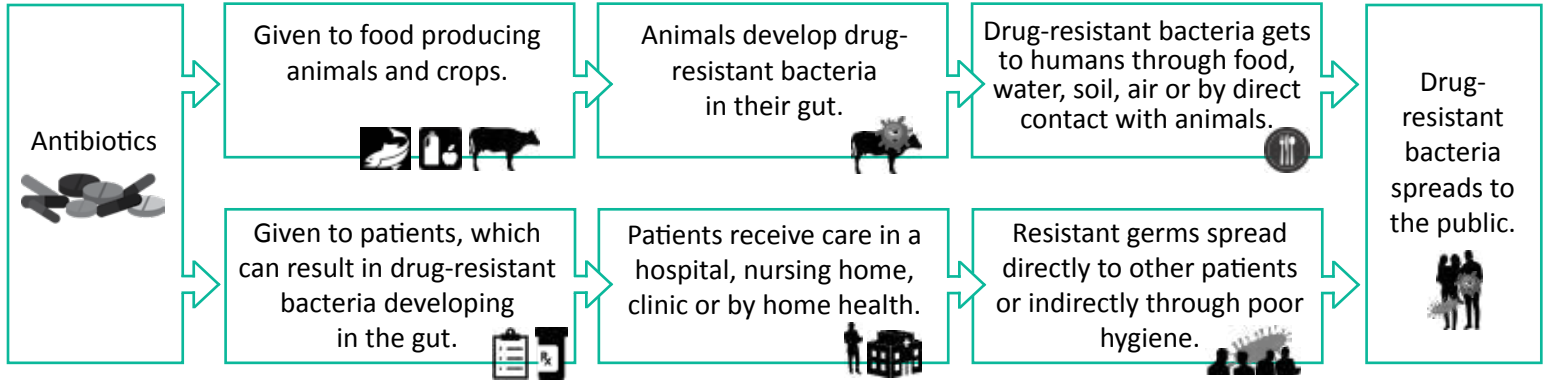 Antibiotics
Given to food producing
animals and crops.
Animals develop drug-
resistant bacteria
in their gut.
Drug-resistant bacteria gets
to humans through food,
water, soil, air or by direct
contact with animals.
Given to patients, which
can result in drug-resistant
bacteria developing
in the gut.
Rx
Patients receive care in a
hospital, nursing home,
clinic or by home health.
Resistant germs spread
directly to other patients
or indirectly through poor
hygiene.
Drug-
resistant
bacteria
spreads to
the public.